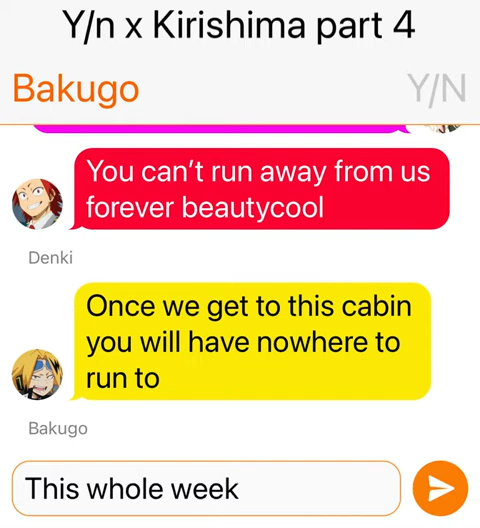 Y/n x Kirishima part 4
Bakugo
Y/N
You can't run away from us
forever beautycool
Denki
Once we get to this cabin
you will have nowhere to
run to
Bakugo
This whole week